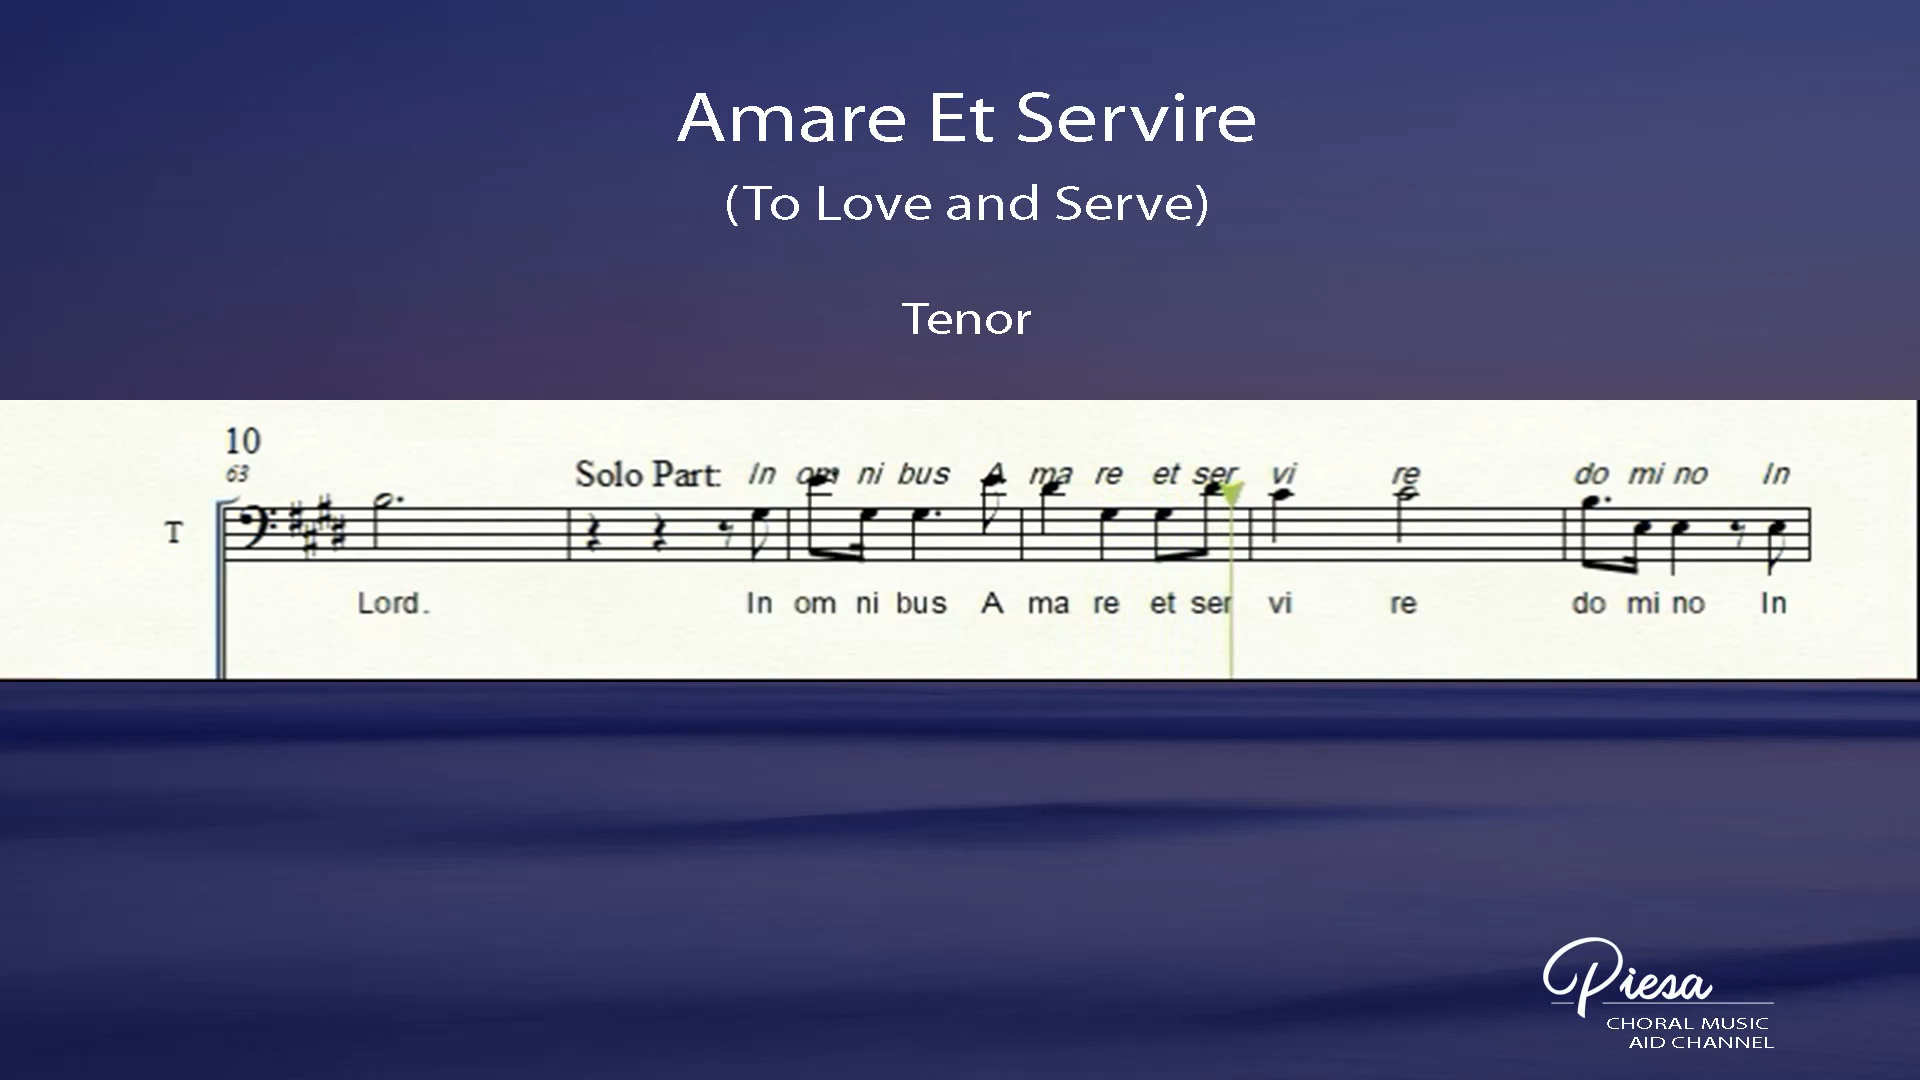 Amare Et Servire
(To Love and Serve)
Tenor
10
63
Solo Part: In om ni bus A ma re et ser vi re do mi no In
T
Lord. In om ni bus A ma re et ser vi re do mi no In
Piesa
CHORAL MUSIC
AID CHANNEL